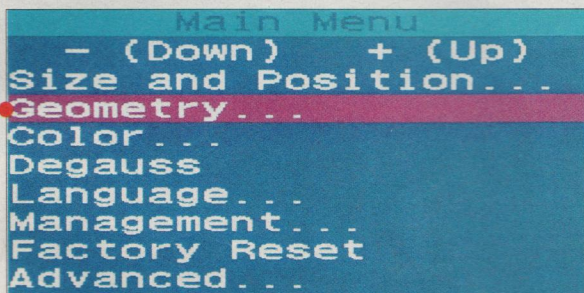 Main Menu
- (Down) + (Up)
Size and Position...
Geometry...
Color...
Degauss
Language...
Management...
Factory Reset
Advanced...